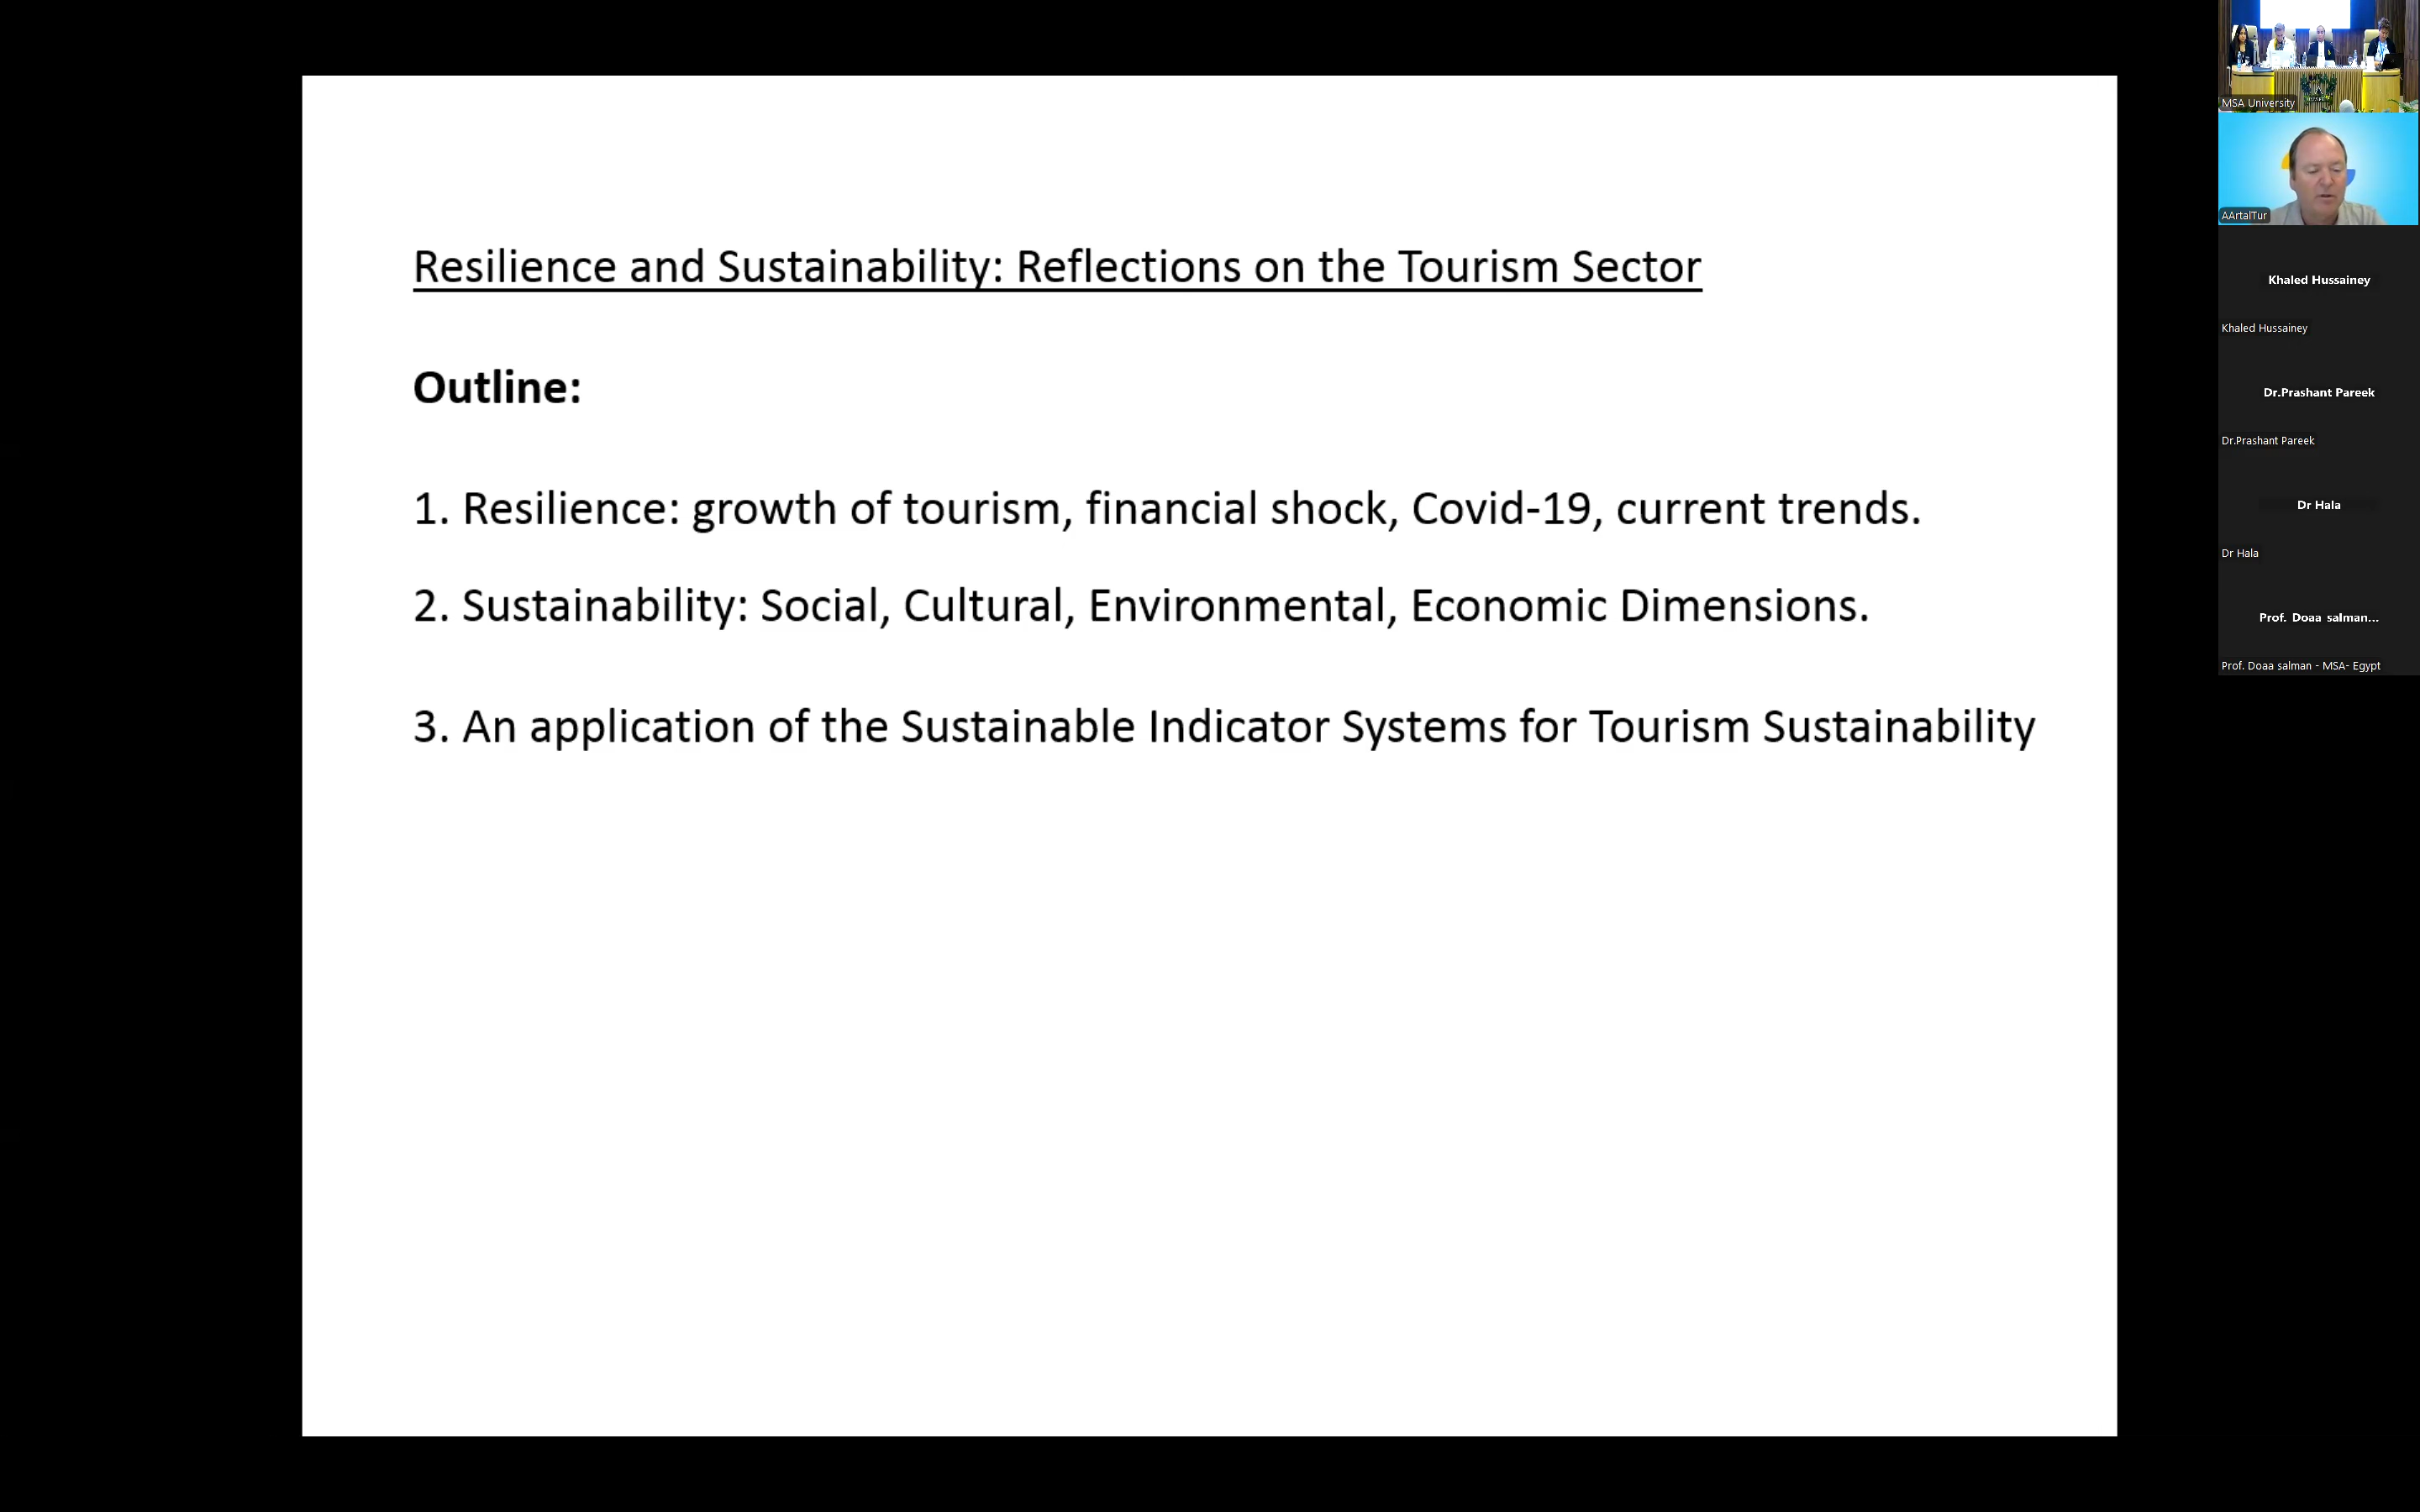 Resilience and Sustainability: Reflections on the Tourism Sector
Outline:
1. Resilience: growth of tourism, financial shock, Covid-19, current trends.
2. Sustainability: Social, Cultural, Environmental, Economic Dimensions.
3. An application of the Sustainable Indicator Systems for Tourism Sustainability
MSA University
AArtalTur
Khaled Hussainey
Khaled Hussainey
Dr.Prashant Pareek
Dr.Prashant Pareek
Dr Hala
Dr Hala
Prof. Doaa salman...
Prof. Doaa salman - MSA- Egypt